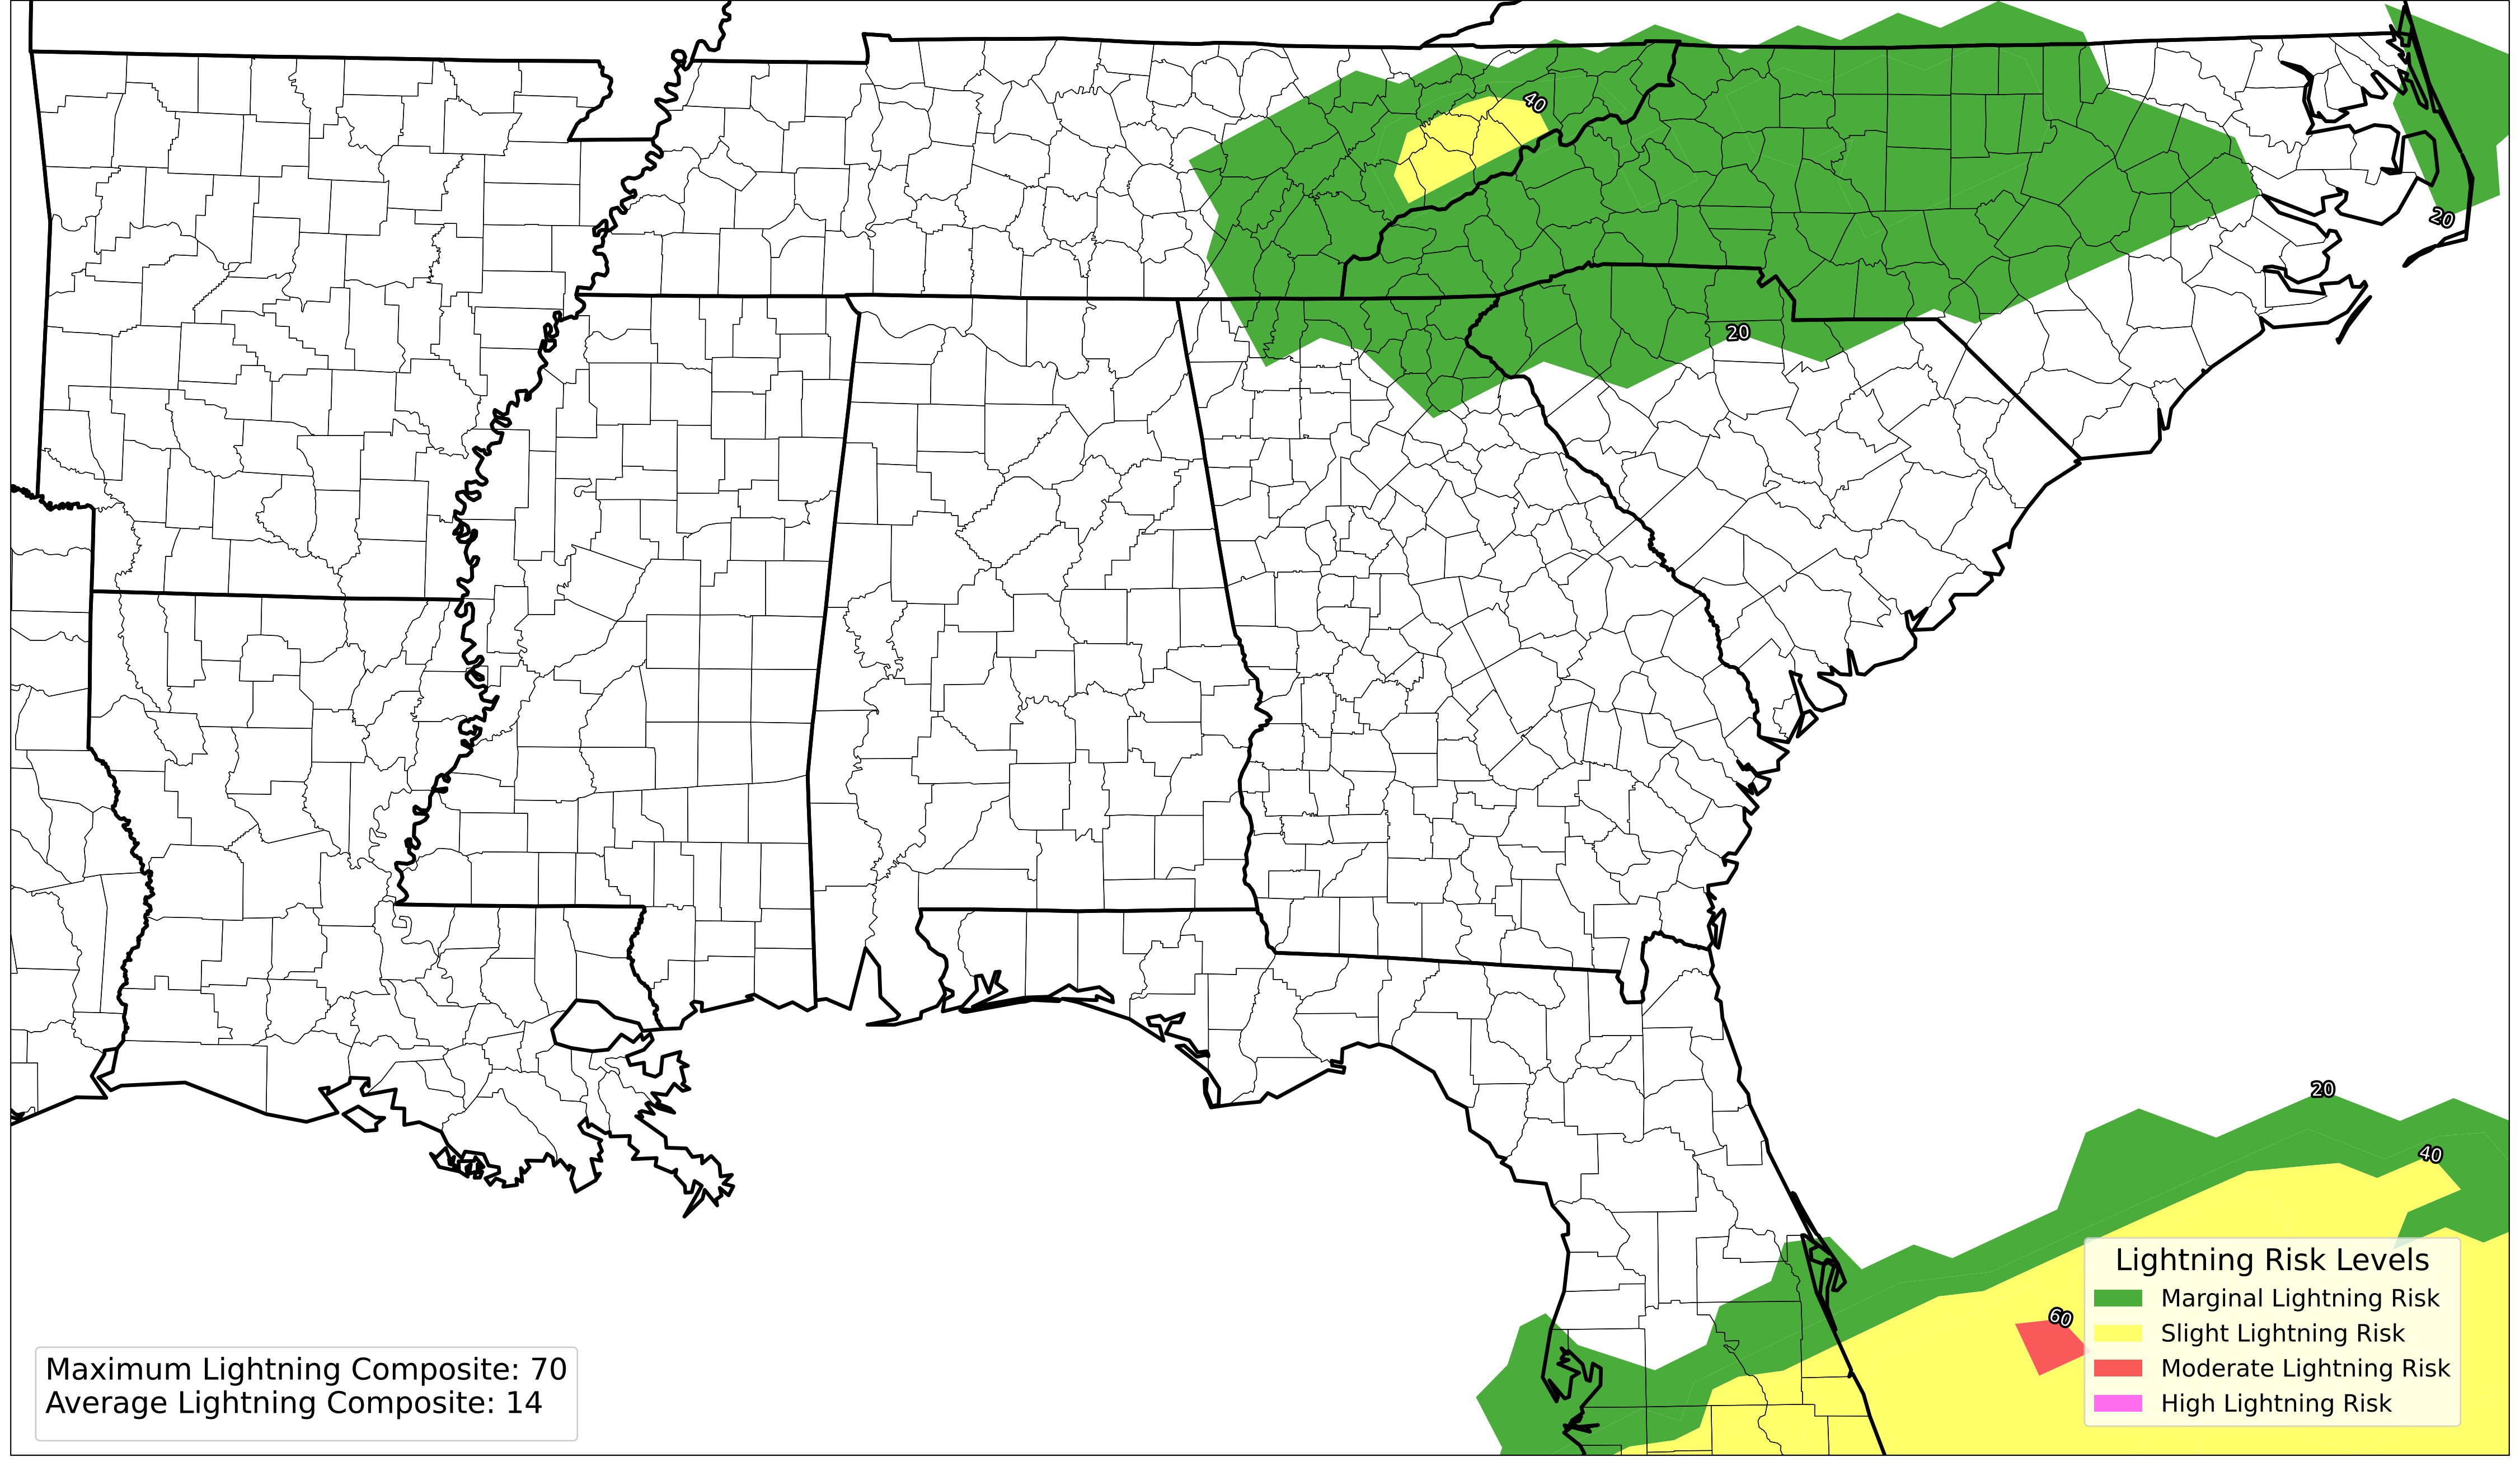 40
20
20
20
40
60
Lightning Risk Levels
Marginal Lightning Risk
Slight Lightning Risk
Moderate Lightning Risk
High Lightning Risk
Maximum Lightning Composite: 70
Average Lightning Composite: 14